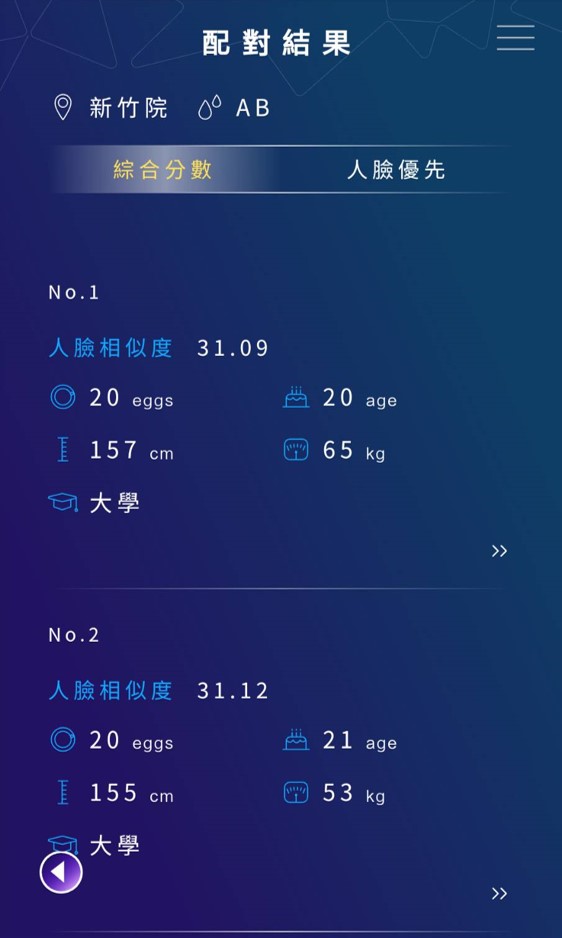 配對結果
新竹院 AB
綜合分數 人臉優先
No.1
人臉相似度 31.09
20 eggs 20 age
157 cm 65 kg
大學
No.2
人臉相似度 31.12
20 eggs 21 age
155 cm 53 kg
大學